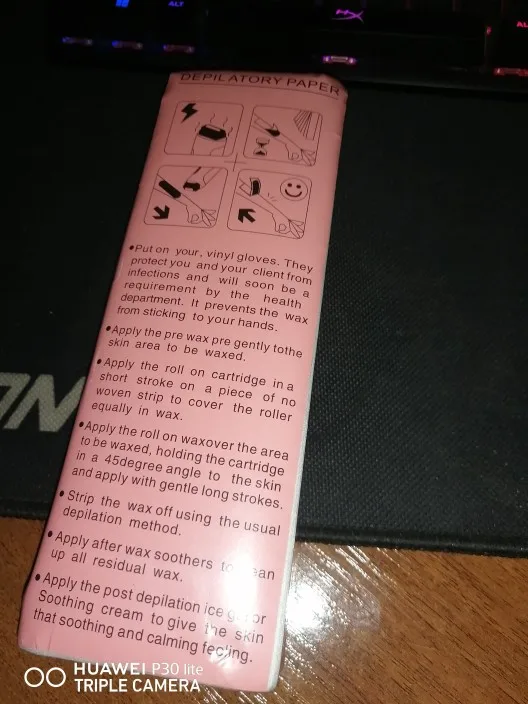 ALT
HX
DEPILATORY PAPER
•Put on your, vinyl gloves. They
protect you and your client from
infections and will soon be a
requirement by the health
department. It prevents the wax
from sticking to your hands.
•Apply the pre wax pre gently tothe
skin area to be waxed.
•Apply the roll on cartridge in a
short stroke on a piece of no
woven strip to cover the roller
equally in wax.
•Apply the roll on waxover the area
to be waxed, holding the cartridge
in a 45degree angle to the skin
and apply with gentle long strokes.
•Strip the wax off using the usual
depilation method.
•Apply after wax soothers to
up all residual wax.
•Apply the post depilation ice or
Soothing cream to give the skin
that soothing and calming feeling.
HUAWEI P30 lite
TRIPLE CAMERA